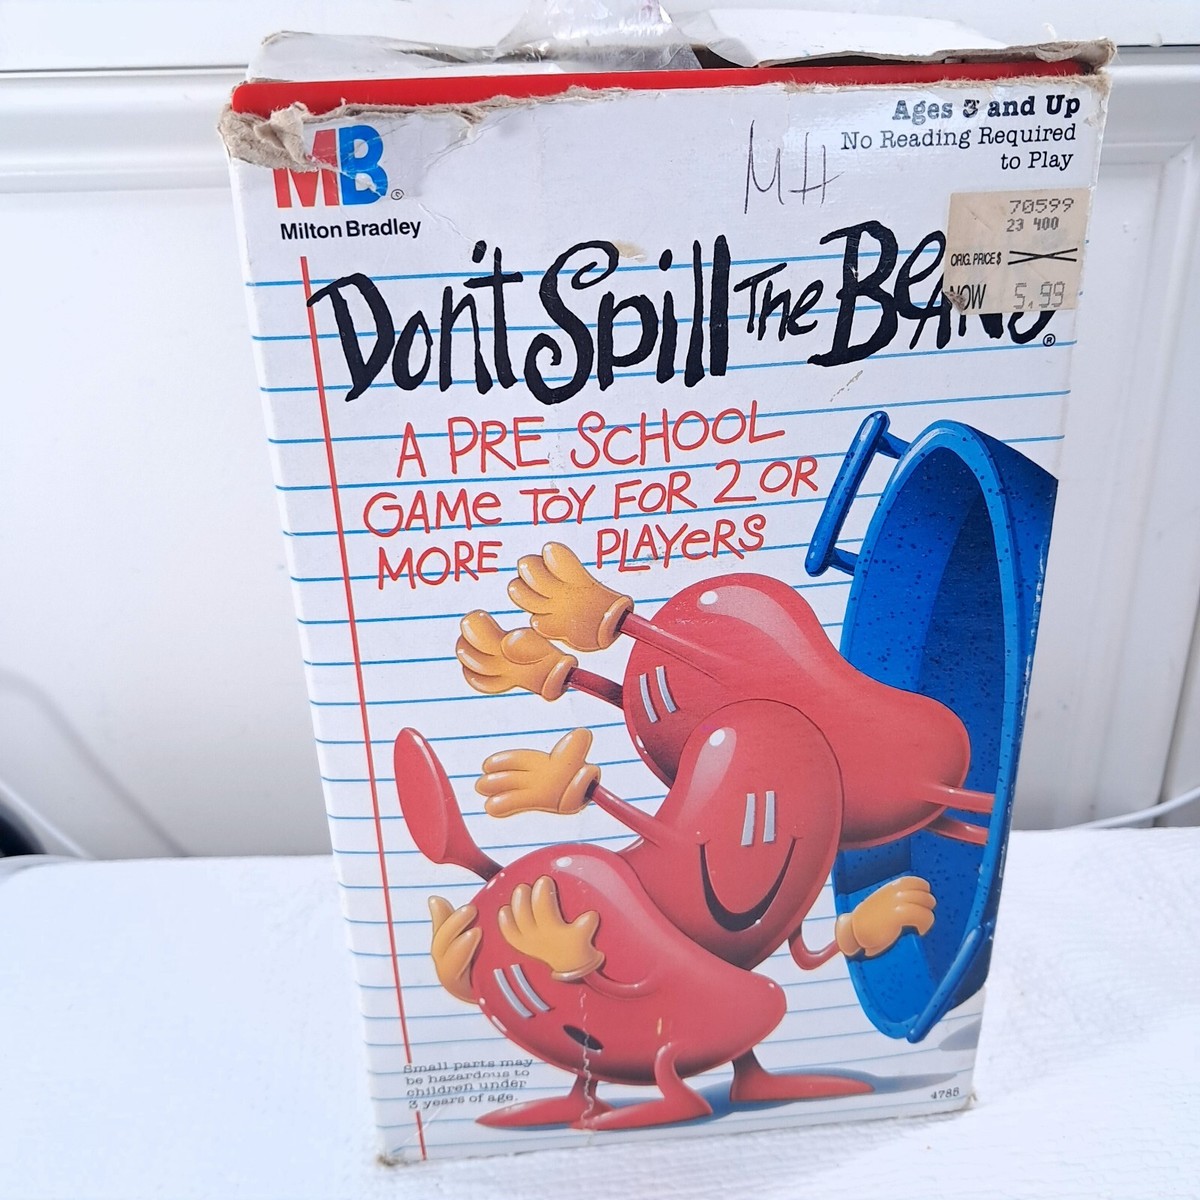 Ages 3 and Up
No Reading Required
to Play
MB
©
Milton Bradley
MH
70599
23 400
ORIG. PRICE $
NOW 5.99
Don't Spill The Beans
®
A PRE SCHOOL
GAMe TOY FOR 2 OR
MORE PLAYeRS
Small parts may
be hazardous to
children under
3 years of age.
4785